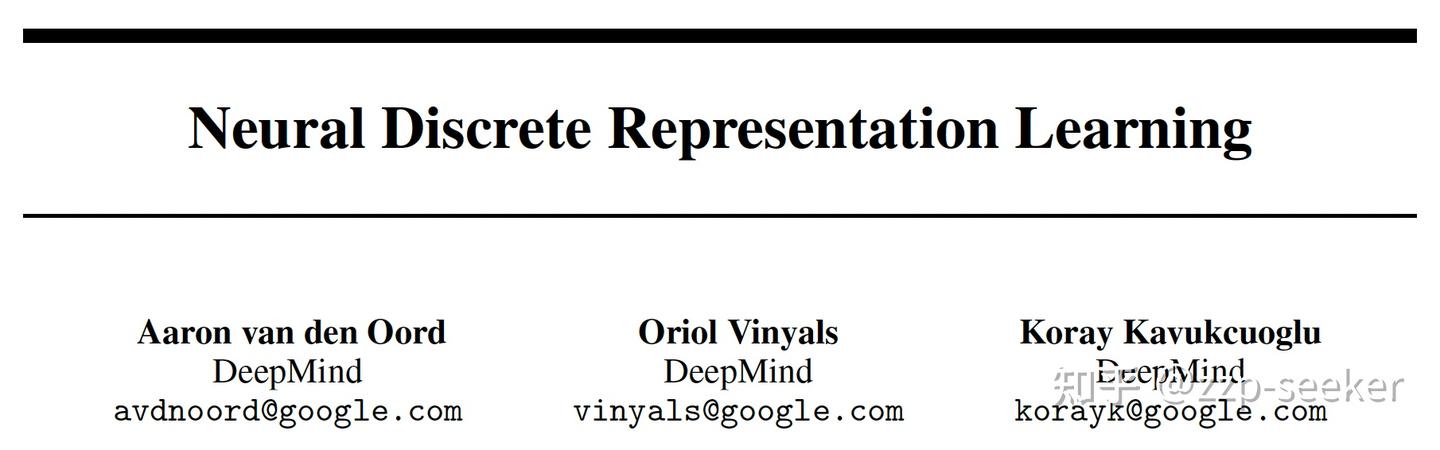 Neural Discrete Representation Learning
Aaron van den Oord
DeepMind
avdnoord@google.com
Oriol Vinyals
DeepMind
vinyals@google.com
Koray Kavukcuoglu
DeepMind
korayk@google.com
知乎 @zzp-seeker